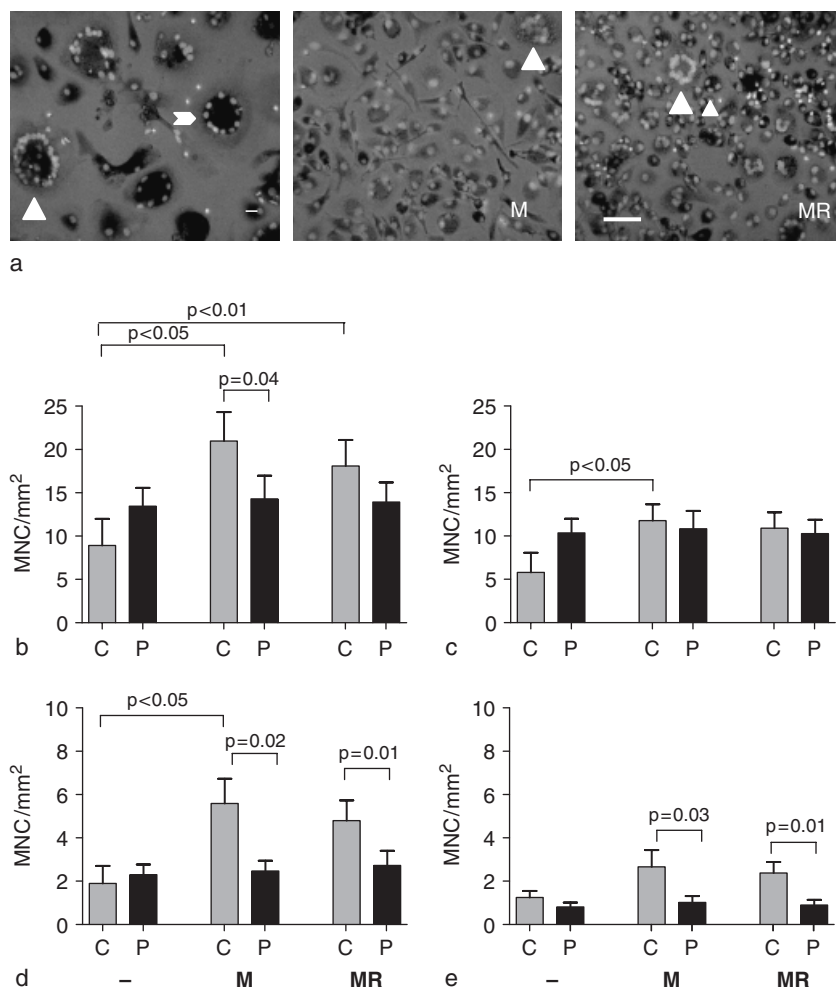 – M MR
a
p<0.01
p<0.05
p=0.04
25
20
15
10
5
0
MNC/mm²
C P C P C P
b
p<0.05
25
20
15
10
5
0
MNC/mm²
C P C P C P
c
p<0.05
p=0.02
p=0.01
10
8
6
4
2
0
MNC/mm²
C P C P C P
d – M MR
p=0.03
p=0.01
10
8
6
4
2
0
MNC/mm²
C P C P C P
e – M MR